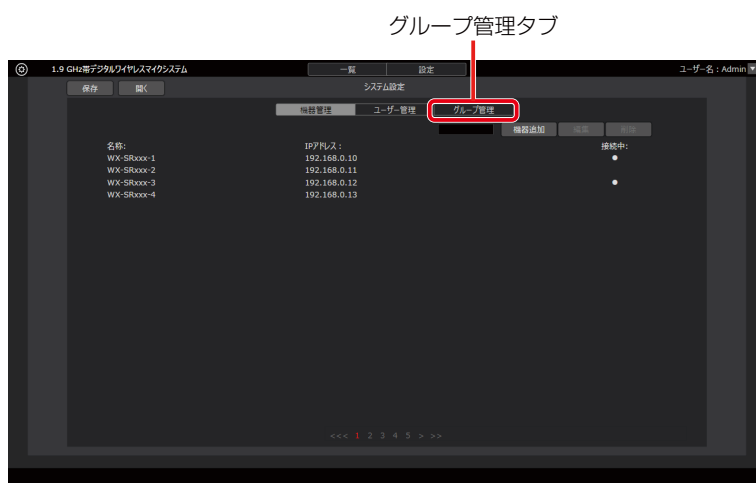 グループ管理タブ
1.9 GHz帯デジタルワイヤレスマイクシステム 一覧 設定 ユーザー名：Admin
保存 開く システム設定
機器管理 ユーザー管理 グループ管理
機器追加 編集 削除
名称: IPアドレス： 接続中:
WX-SRxxx-1 192.168.0.10 ●
WX-SRxxx-2 192.168.0.11
WX-SRxxx-3 192.168.0.12 ●
WX-SRxxx-4 192.168.0.13
<<< 1 2 3 4 5 > >>